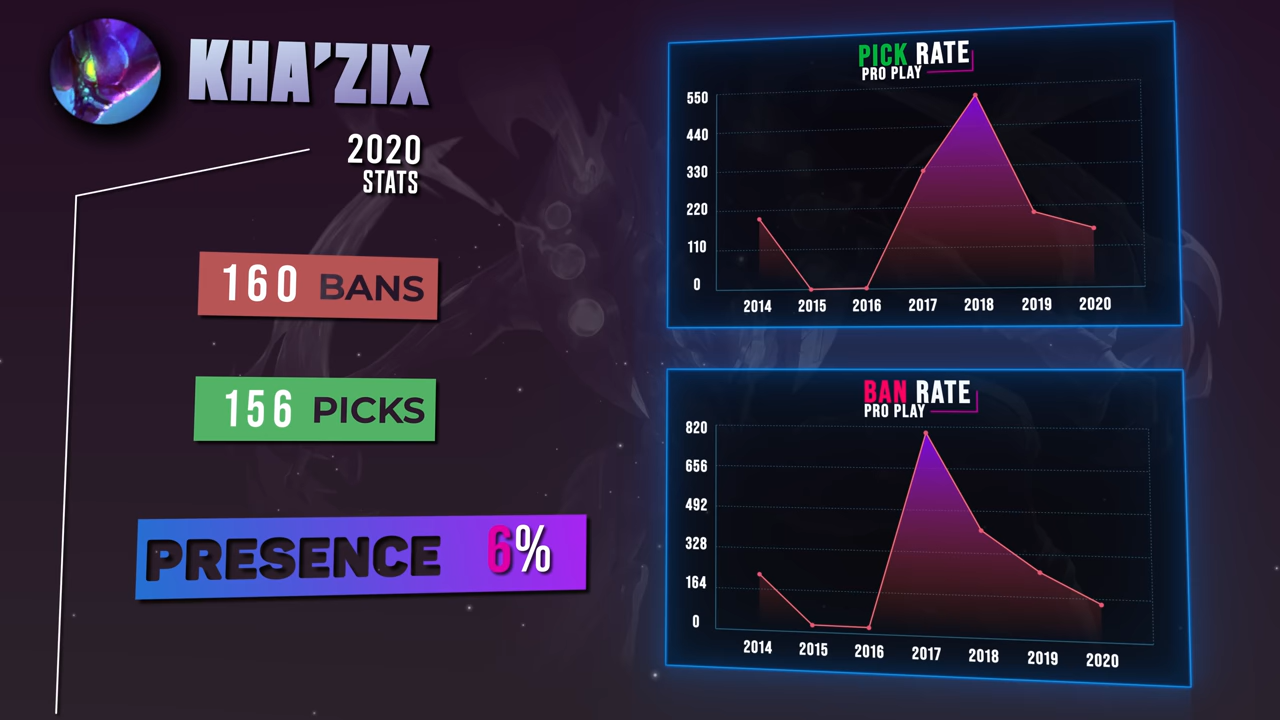 KHA'ZIX
2020
STATS
160 BANS
156 PICKS
PRESENCE 6%
PICK RATE
PRO PLAY
550
440
330
220
110
0
2014 2015 2016 2017 2018 2019 2020
BAN RATE
PRO PLAY
820
656
492
328
164
0
2014 2015 2016 2017 2018 2019 2020